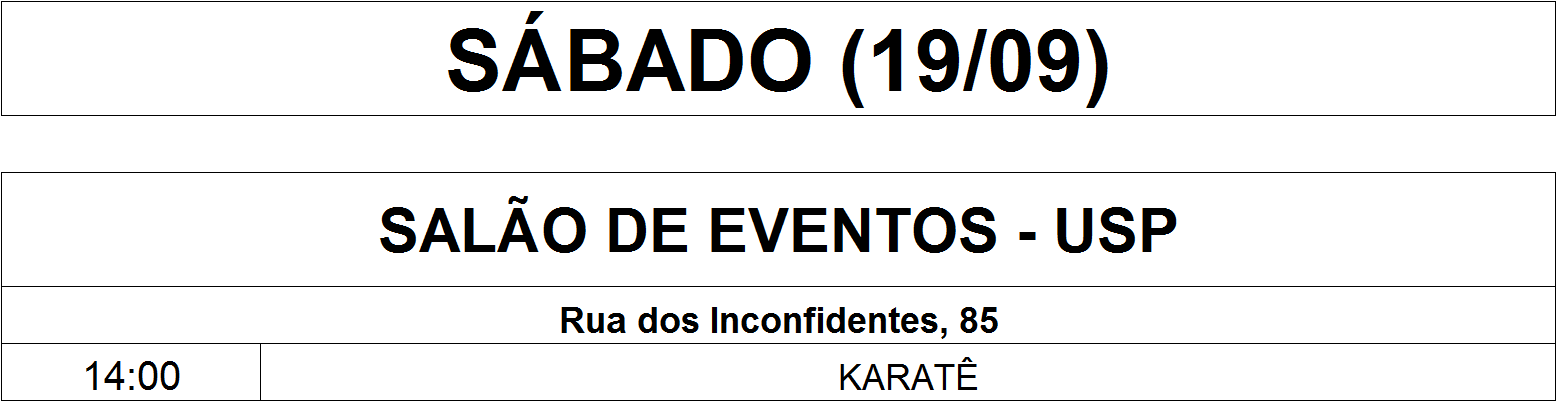 SÁBADO (19/09)
SALÃO DE EVENTOS - USP
Rua dos Inconfidentes, 85
14:00 KARATÊ